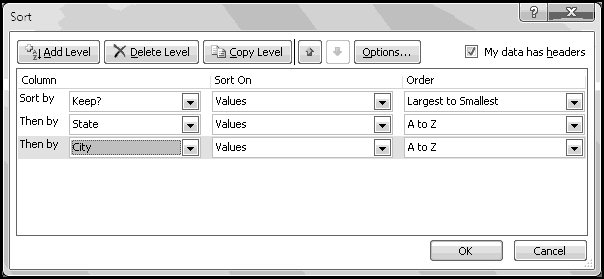 Sort
?
Add Level Delete Level Copy Level Options... My data has headers
Column Sort On Order
Sort by Keep? Values Largest to Smallest
Then by State Values A to Z
Then by City Values A to Z
OK Cancel